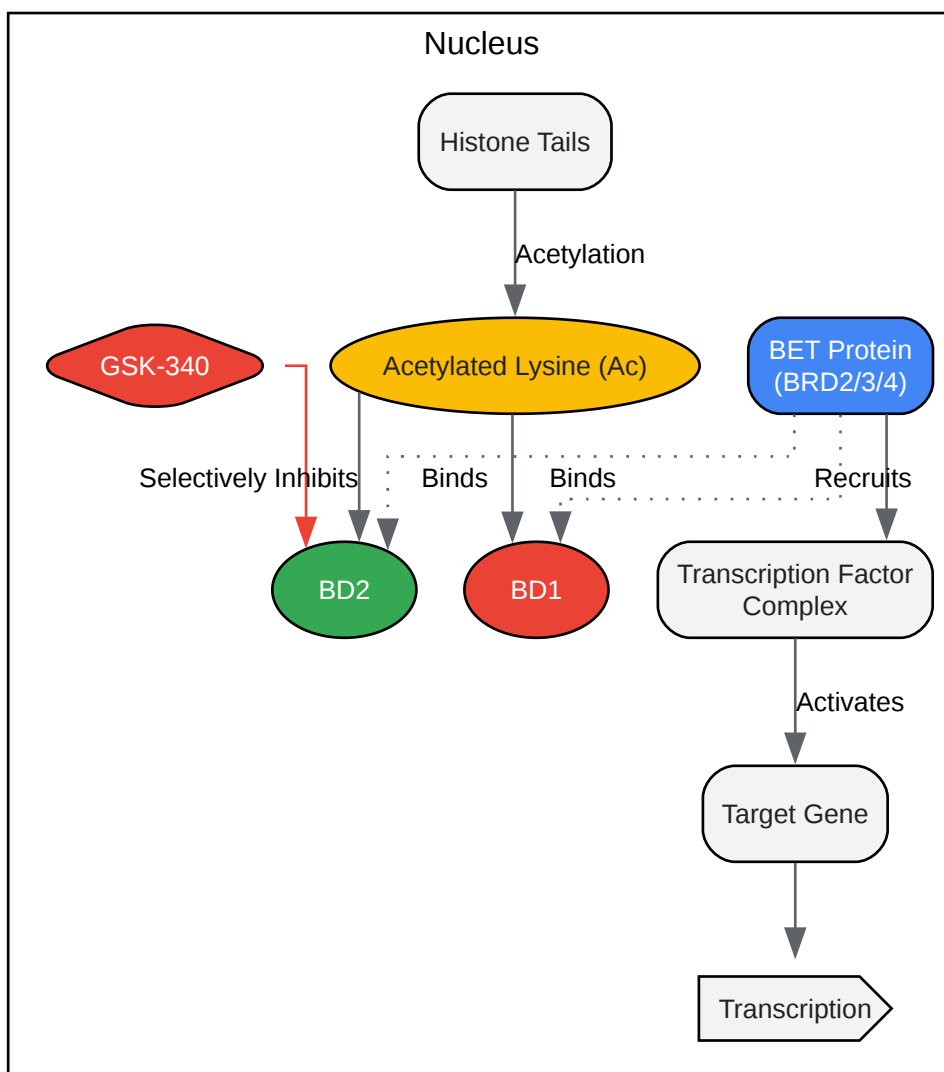 Nucleus
Histone Tails
Acetylation
GSK-340
Acetylated Lysine (Ac)
BET Protein
(BRD2/3/4)
Selectively Inhibits
Binds
Binds
Recruits
BD2
BD1
Transcription Factor
Complex
Activates
Target Gene
Transcription